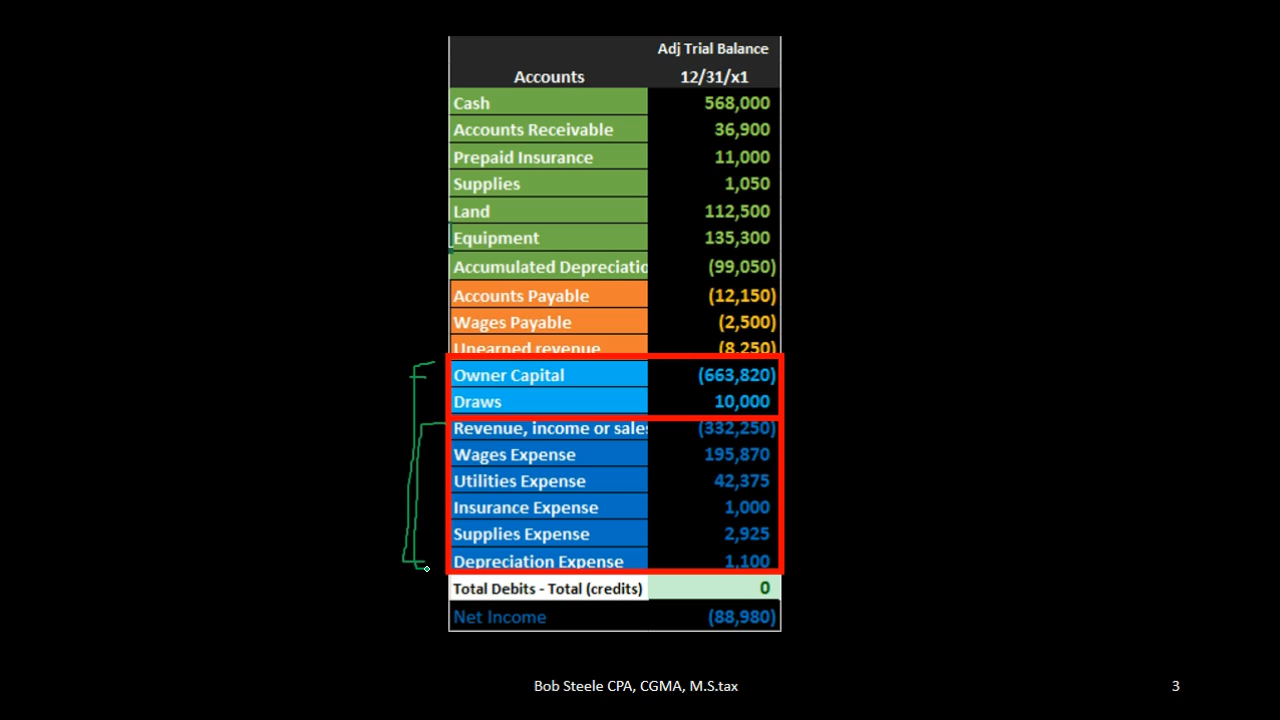 Adj Trial Balance
Accounts 12/31/x1
Cash 568,000
Accounts Receivable 36,900
Prepaid Insurance 11,000
Supplies 1,050
Land 112,500
Equipment 135,300
Accumulated Depreciatio (99,050)
Accounts Payable (12,150)
Wages Payable (2,500)
Unearned revenue (8,250)
Owner Capital (663,820)
Draws 10,000
Revenue, income or sales (332,250)
Wages Expense 195,870
Utilities Expense 42,375
Insurance Expense 1,000
Supplies Expense 2,925
Depreciation Expense 1,100
Total Debits - Total (credits) 0
Net Income (88,980)
Bob Steele CPA, CGMA, M.S.tax 3